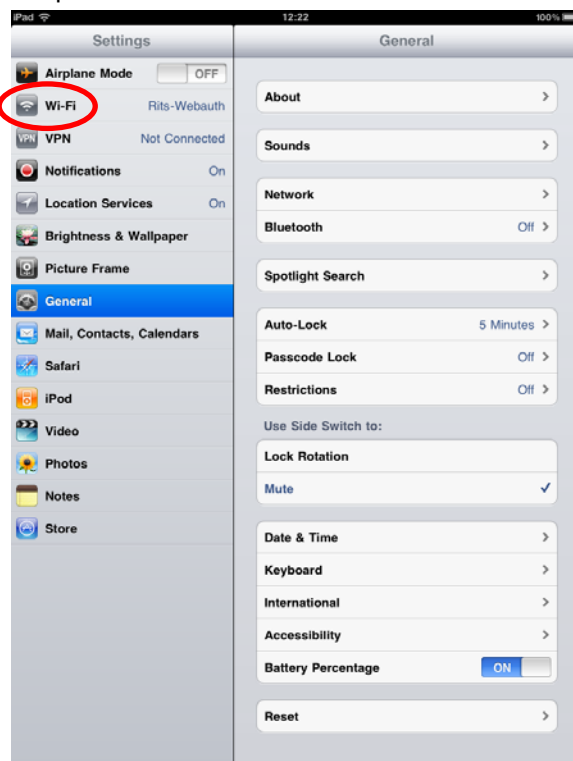 iPad 12:22 100%
Settings
General
Airplane Mode OFF
Wi-Fi Rits-Webauth
VPN VPN Not Connected
Notifications On
Location Services On
Brightness & Wallpaper
Picture Frame
General
Mail, Contacts, Calendars
Safari
iPod
Video
Photos
Notes
Store
About
Sounds
Network
Bluetooth Off
Spotlight Search
Auto-Lock 5 Minutes
Passcode Lock Off
Restrictions Off
Use Side Switch to:
Lock Rotation
Mute
Date & Time
Keyboard
International
Accessibility
Battery Percentage ON
Reset